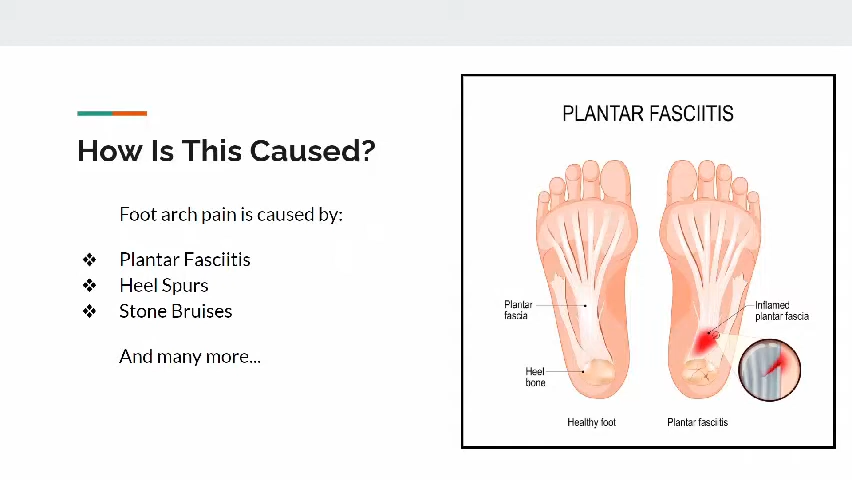 How Is This Caused?
Foot arch pain is caused by:
❖ Plantar Fasciitis
❖ Heel Spurs
❖ Stone Bruises
And many more...
PLANTAR FASCIITIS
Plantar
fascia
Heel
bone
Inflamed
plantar fascia
Healthy foot
Plantar fasciitis